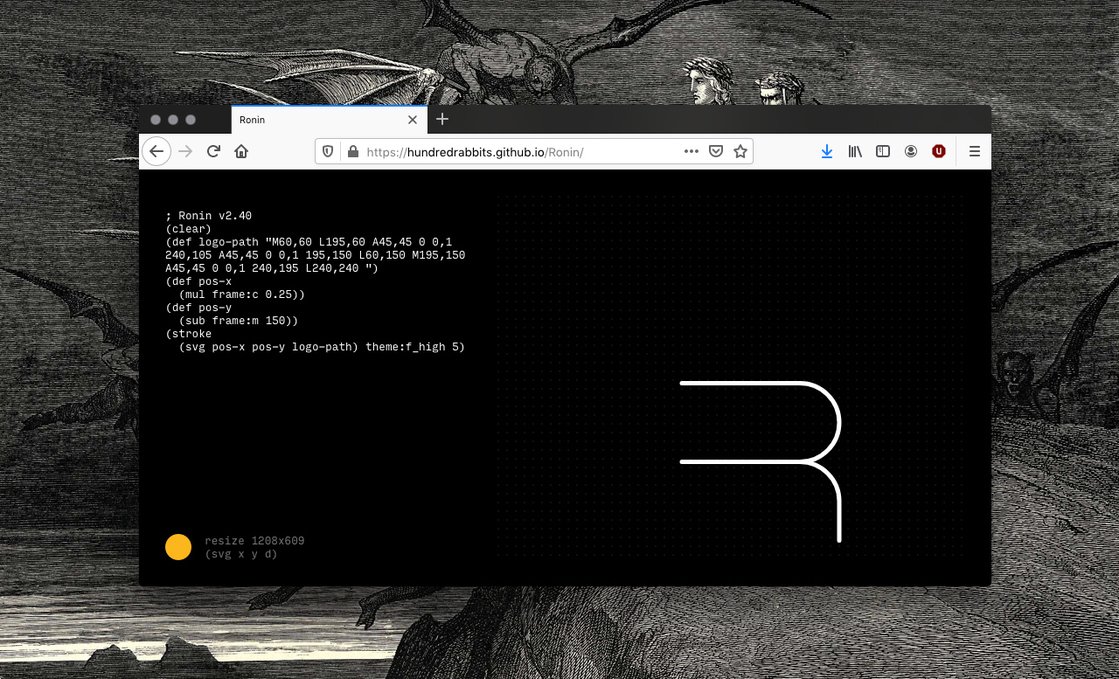 Ronin
https://hundredrabbits.github.io/Ronin/
; Ronin v2.40
(clear)
(def logo-path "M60,60 L195,60 A45,45 0 0,1
240,105 A45,45 0 0,1 195,150 L60,150 M195,150
A45,45 0 0,1 240,195 L240,240 ")
(def pos-x
  (mul frame:c 0.25))
(def pos-y
  (sub frame:m 150))
(stroke
  (svg pos-x pos-y logo-path) theme:f_high 5)
resize 1208x609
(svg x y d)